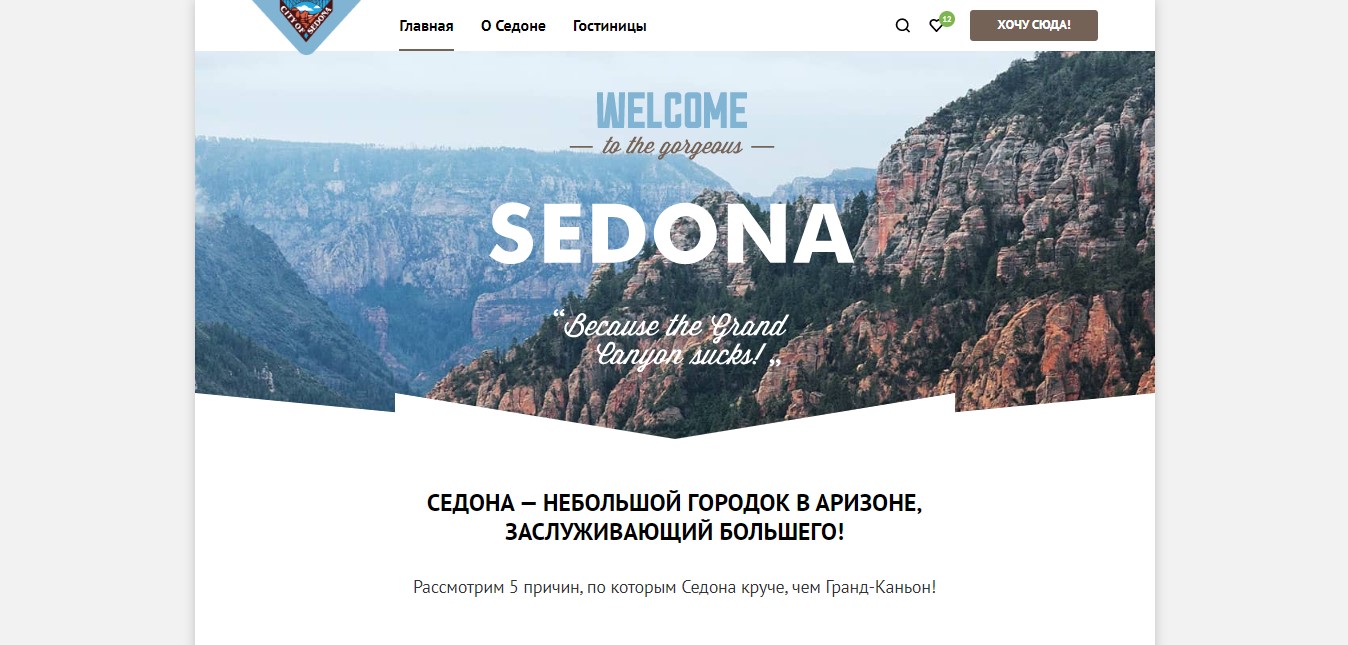 CITY OF SEDONA
Главная
О Седоне
Гостиницы
12
ХОЧУ СЮДА!
WELCOME
to the gorgeous
SEDONA
“Because the Grand
Canyon sucks!„
СЕДОНА — НЕБОЛЬШОЙ ГОРОДОК В АРИЗОНЕ,
ЗАСЛУЖИВАЮЩИЙ БОЛЬШЕГО!
Рассмотрим 5 причин, по которым Седона круче, чем Гранд-Каньон!